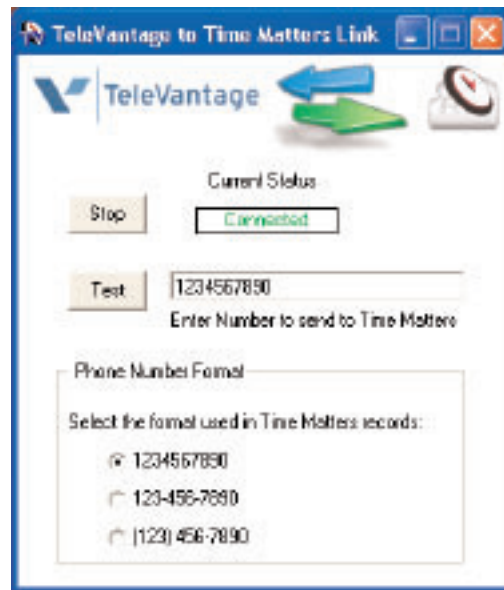 TeleVantage to Time Matters Link
TeleVantage
Current Status
Stop
Connected
Test
1234567890
Enter Number to send to Time Matters
Phone Number Format
Select the format used in Time Matters records:
1234567890
123-456-7890
(123) 456-7890